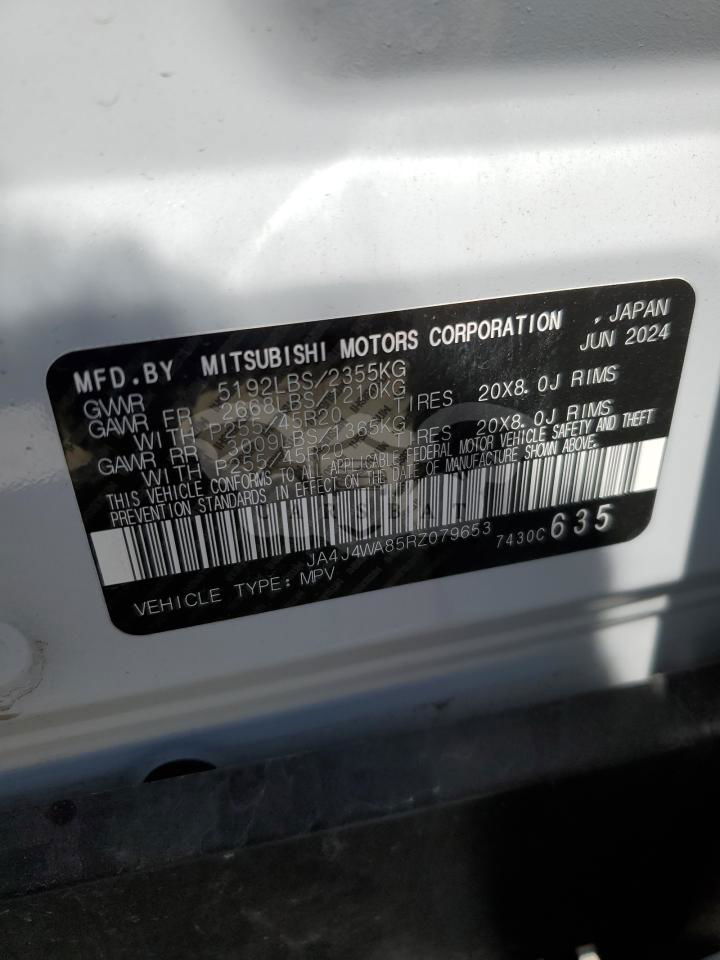 MFD.BY MITSUBISHI MOTORS CORPORATION , JAPAN
JUN 2024
GVWR 5192LBS/2355KG
GAWR FR 2668LBS/1210KG
WITH P255/45R20 TIRES 20X8.0J RIMS
GAWR RR 3009LBS/1365KG
WITH P255/45R20 TIRES 20X8.0J RIMS
THIS VEHICLE CONFORMS TO ALL APPLICABLE FEDERAL MOTOR VEHICLE SAFETY AND THEFT
PREVENTION STANDARDS IN EFFECT ON THE DATE OF MANUFACTURE SHOWN ABOVE.
JA4J4WA85RZ079653 7430C 635
VEHICLE TYPE: MPV